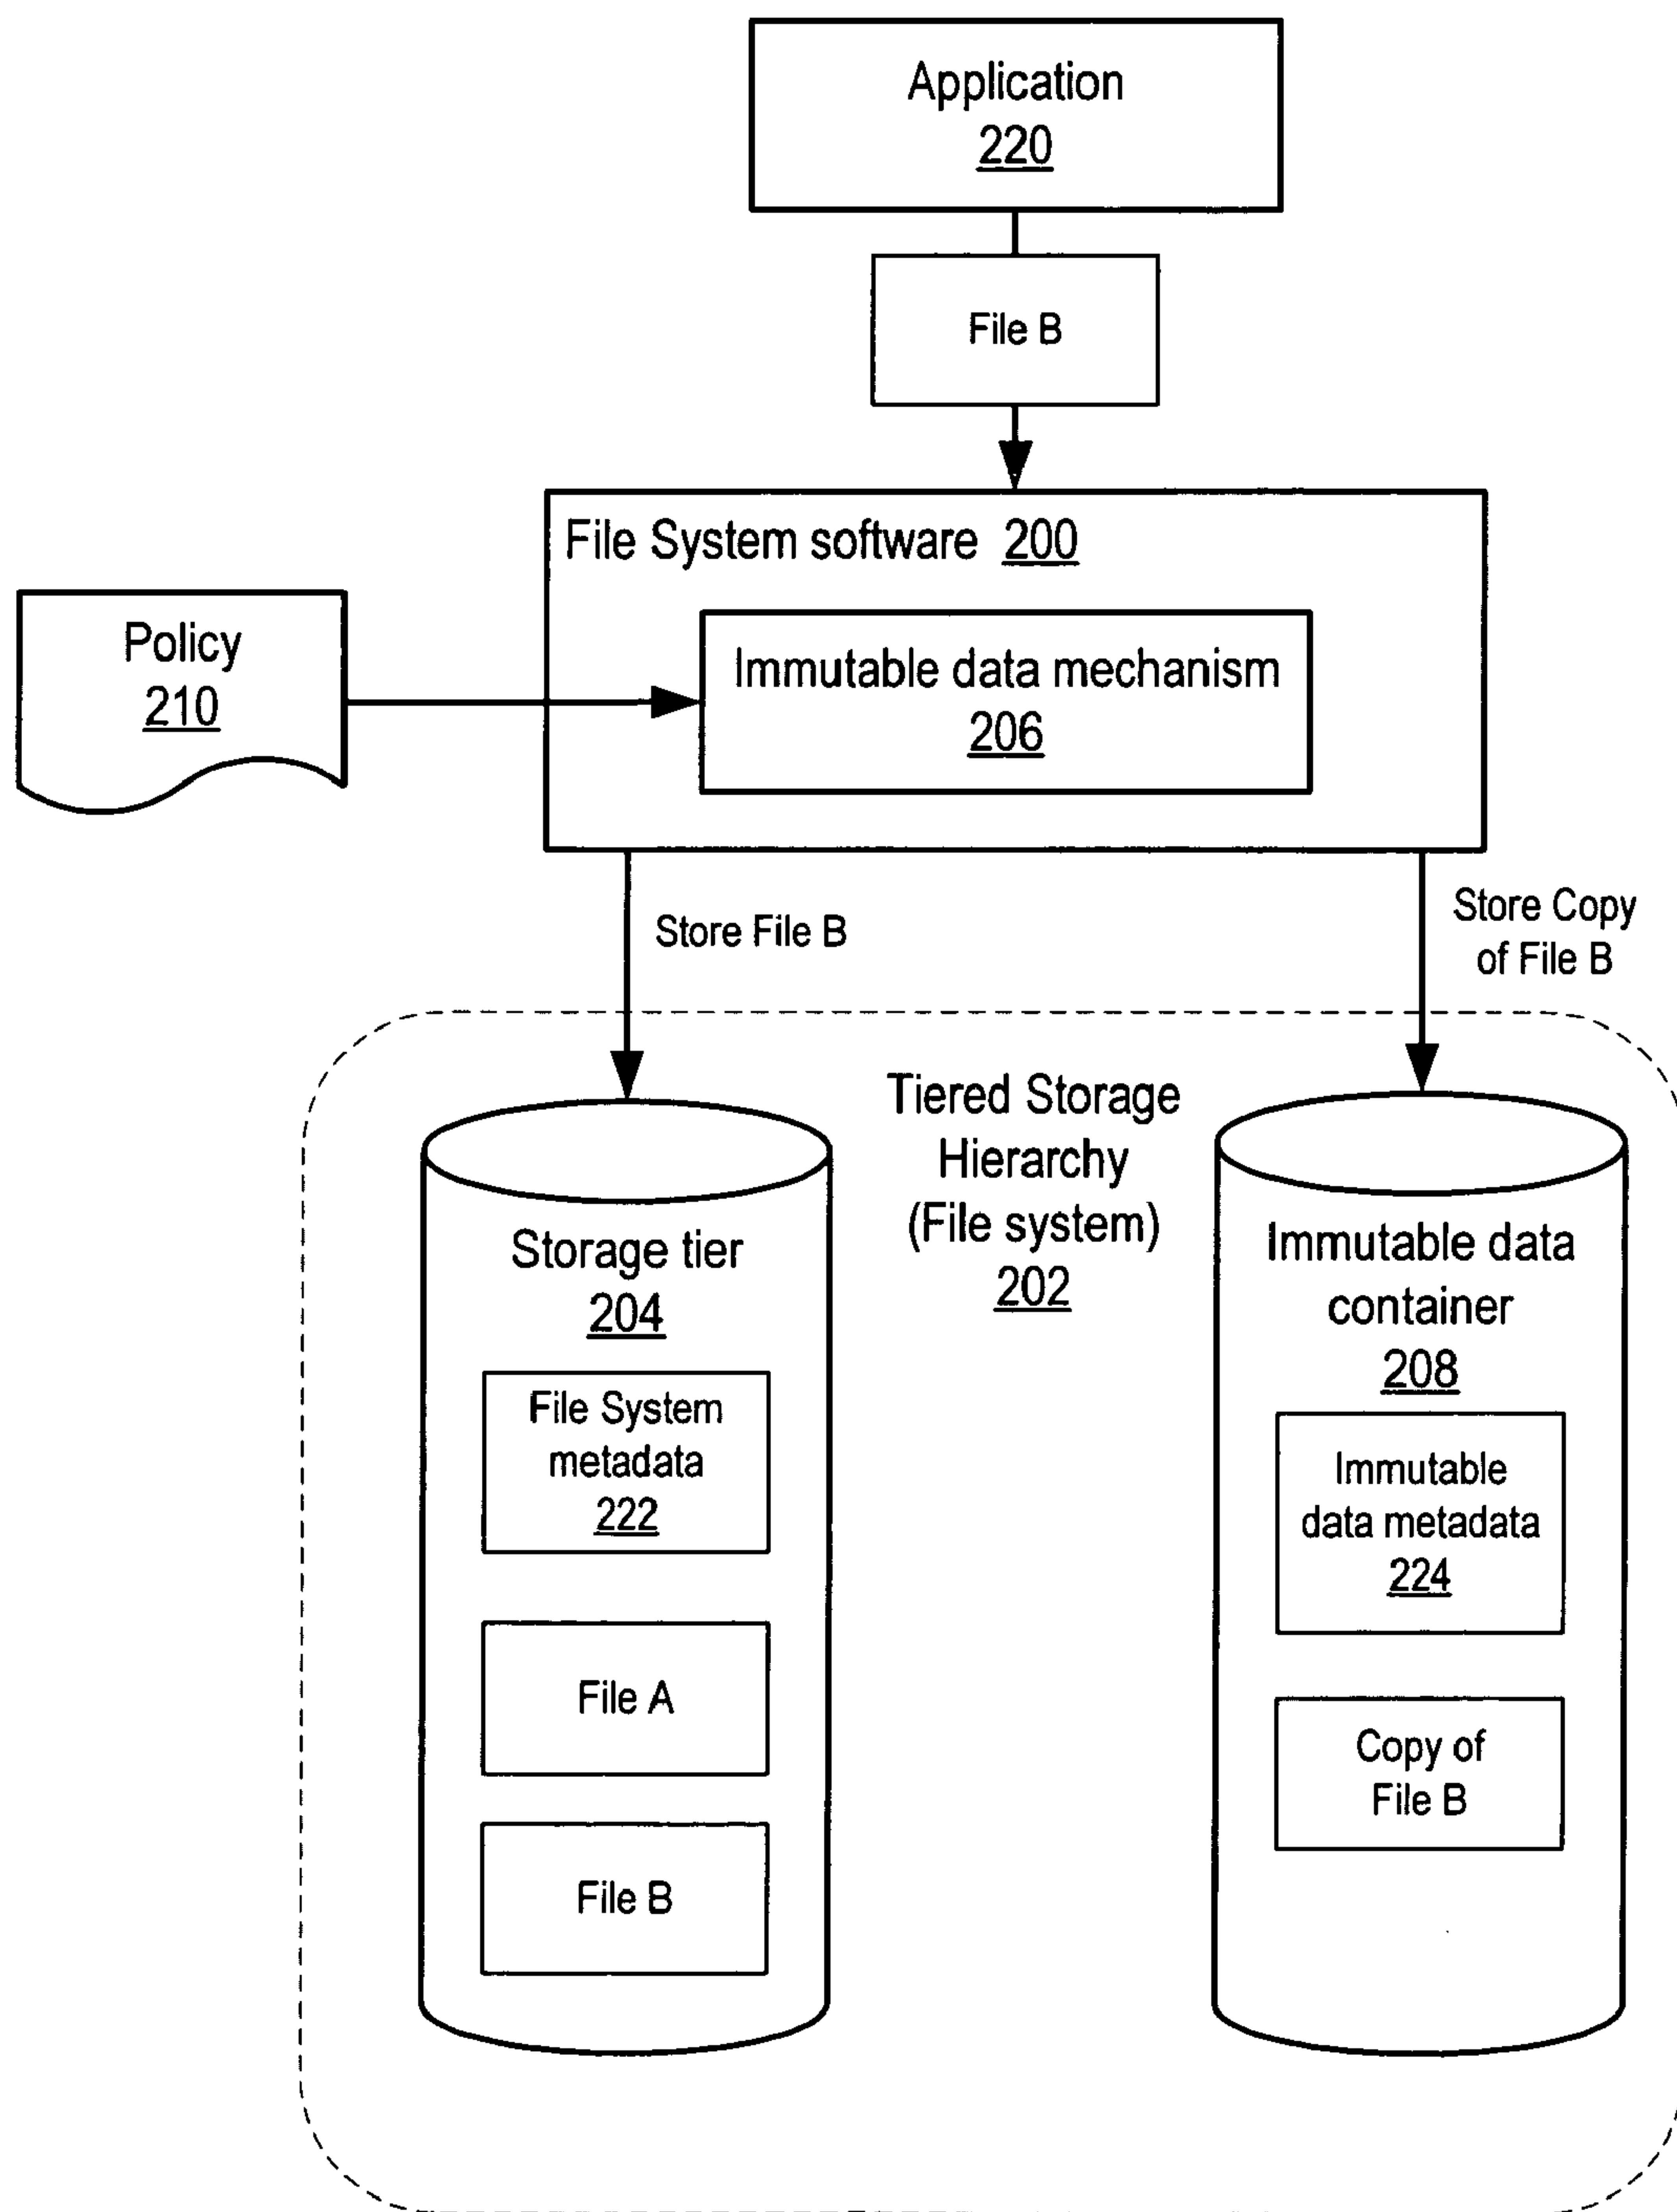 Application
220
File B
File System software 200
Policy
210
Immutable data mechanism
206
Store File B
Store Copy
of File B
Tiered Storage
Hierarchy
(File system)
202
Storage tier
204
File System
metadata
222
File A
File B
Immutable data
container
208
Immutable
data metadata
224
Copy of
File B